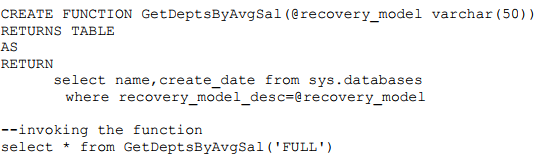 CREATE FUNCTION GetDeptsByAvgSal(@recovery_model varchar(50))
RETURNS TABLE
AS
RETURN
select name,create_date from sys.databases
where recovery_model_desc=@recovery_model
--invoking the function
select * from GetDeptsByAvgSal('FULL')